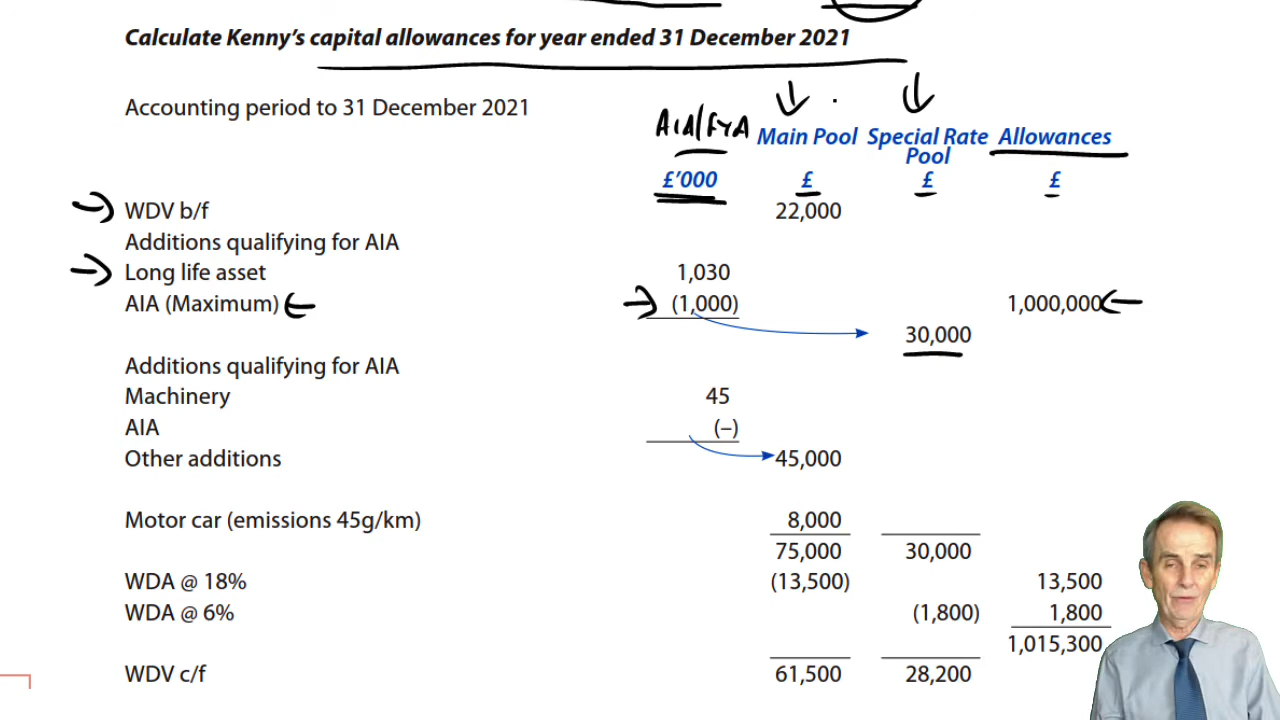 Calculate Kenny's capital allowances for year ended 31 December 2021
Accounting period to 31 December 2021
AIA/FYA Main Pool Special Rate Pool Allowances
£'000 £ £ £
WDV b/f 22,000
Additions qualifying for AIA
Long life asset 1,030
AIA (Maximum) (1,000) 1,000,000
30,000
Additions qualifying for AIA
Machinery 45
AIA (–)
Other additions 45,000
Motor car (emissions 45g/km) 8,000
75,000 30,000
WDA @ 18% (13,500) 13,500
WDA @ 6% (1,800) 1,800
1,015,300
WDV c/f 61,500 28,200